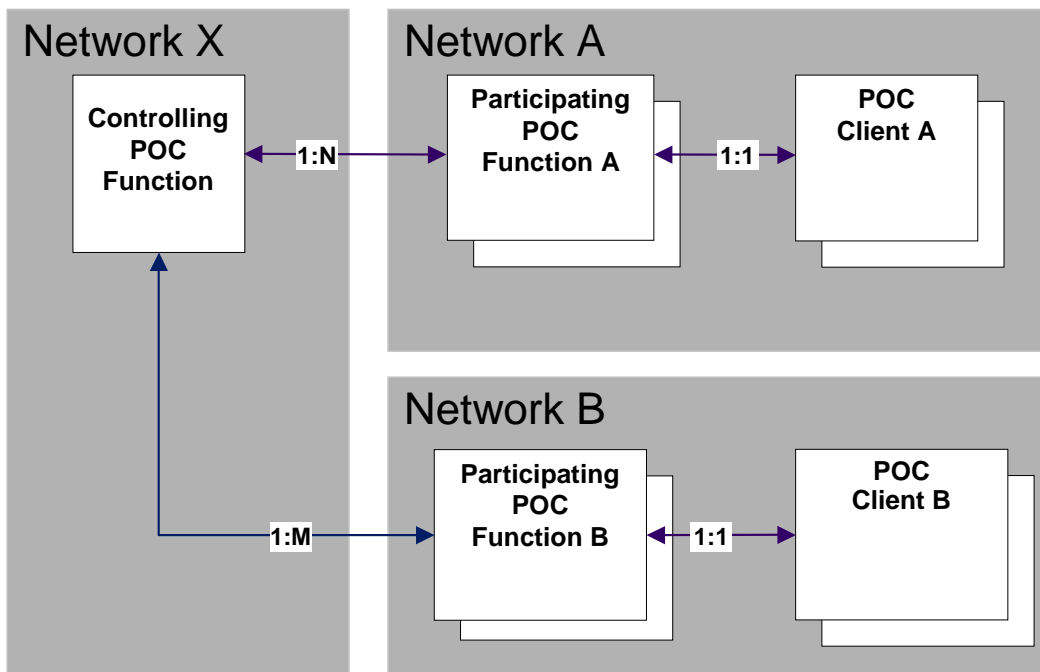 Network X
Controlling
POC
Function
1:N
Network A
Participating
POC
Function A
1:1
POC
Client A
Network B
1:M
Participating
POC
Function B
1:1
POC
Client B